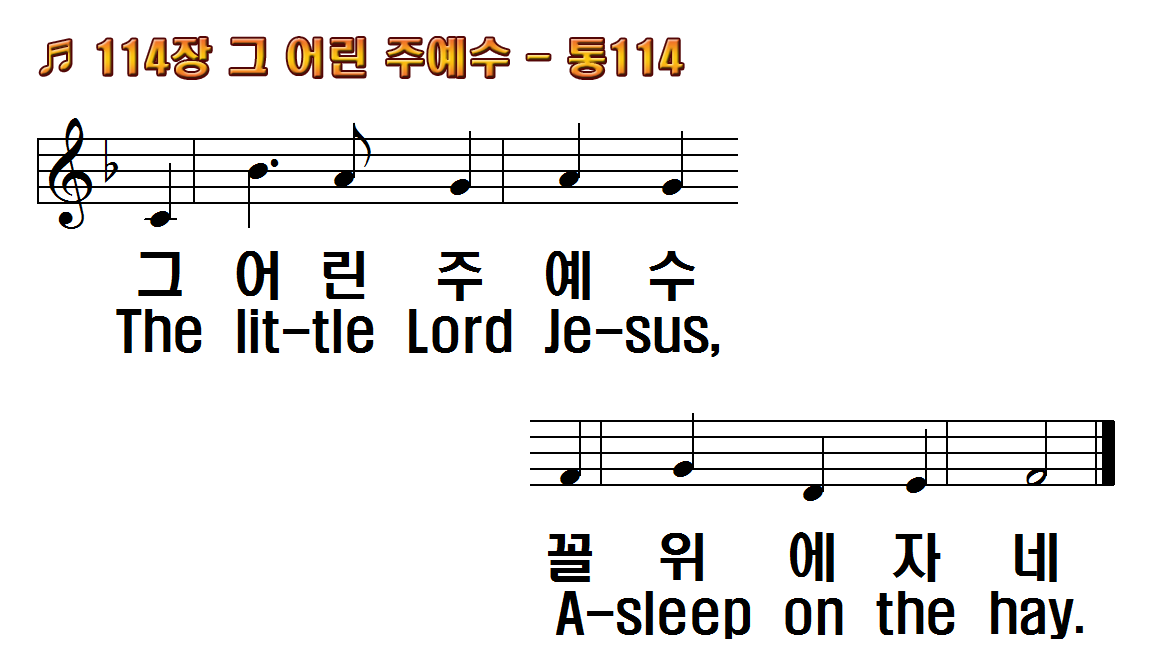 ♬ 114장 그 어린 주예수 - 통114
그 어 린 주 예 수
The lit-tle Lord Je-sus,
꼴 위 에 자 네
A-sleep on the hay.